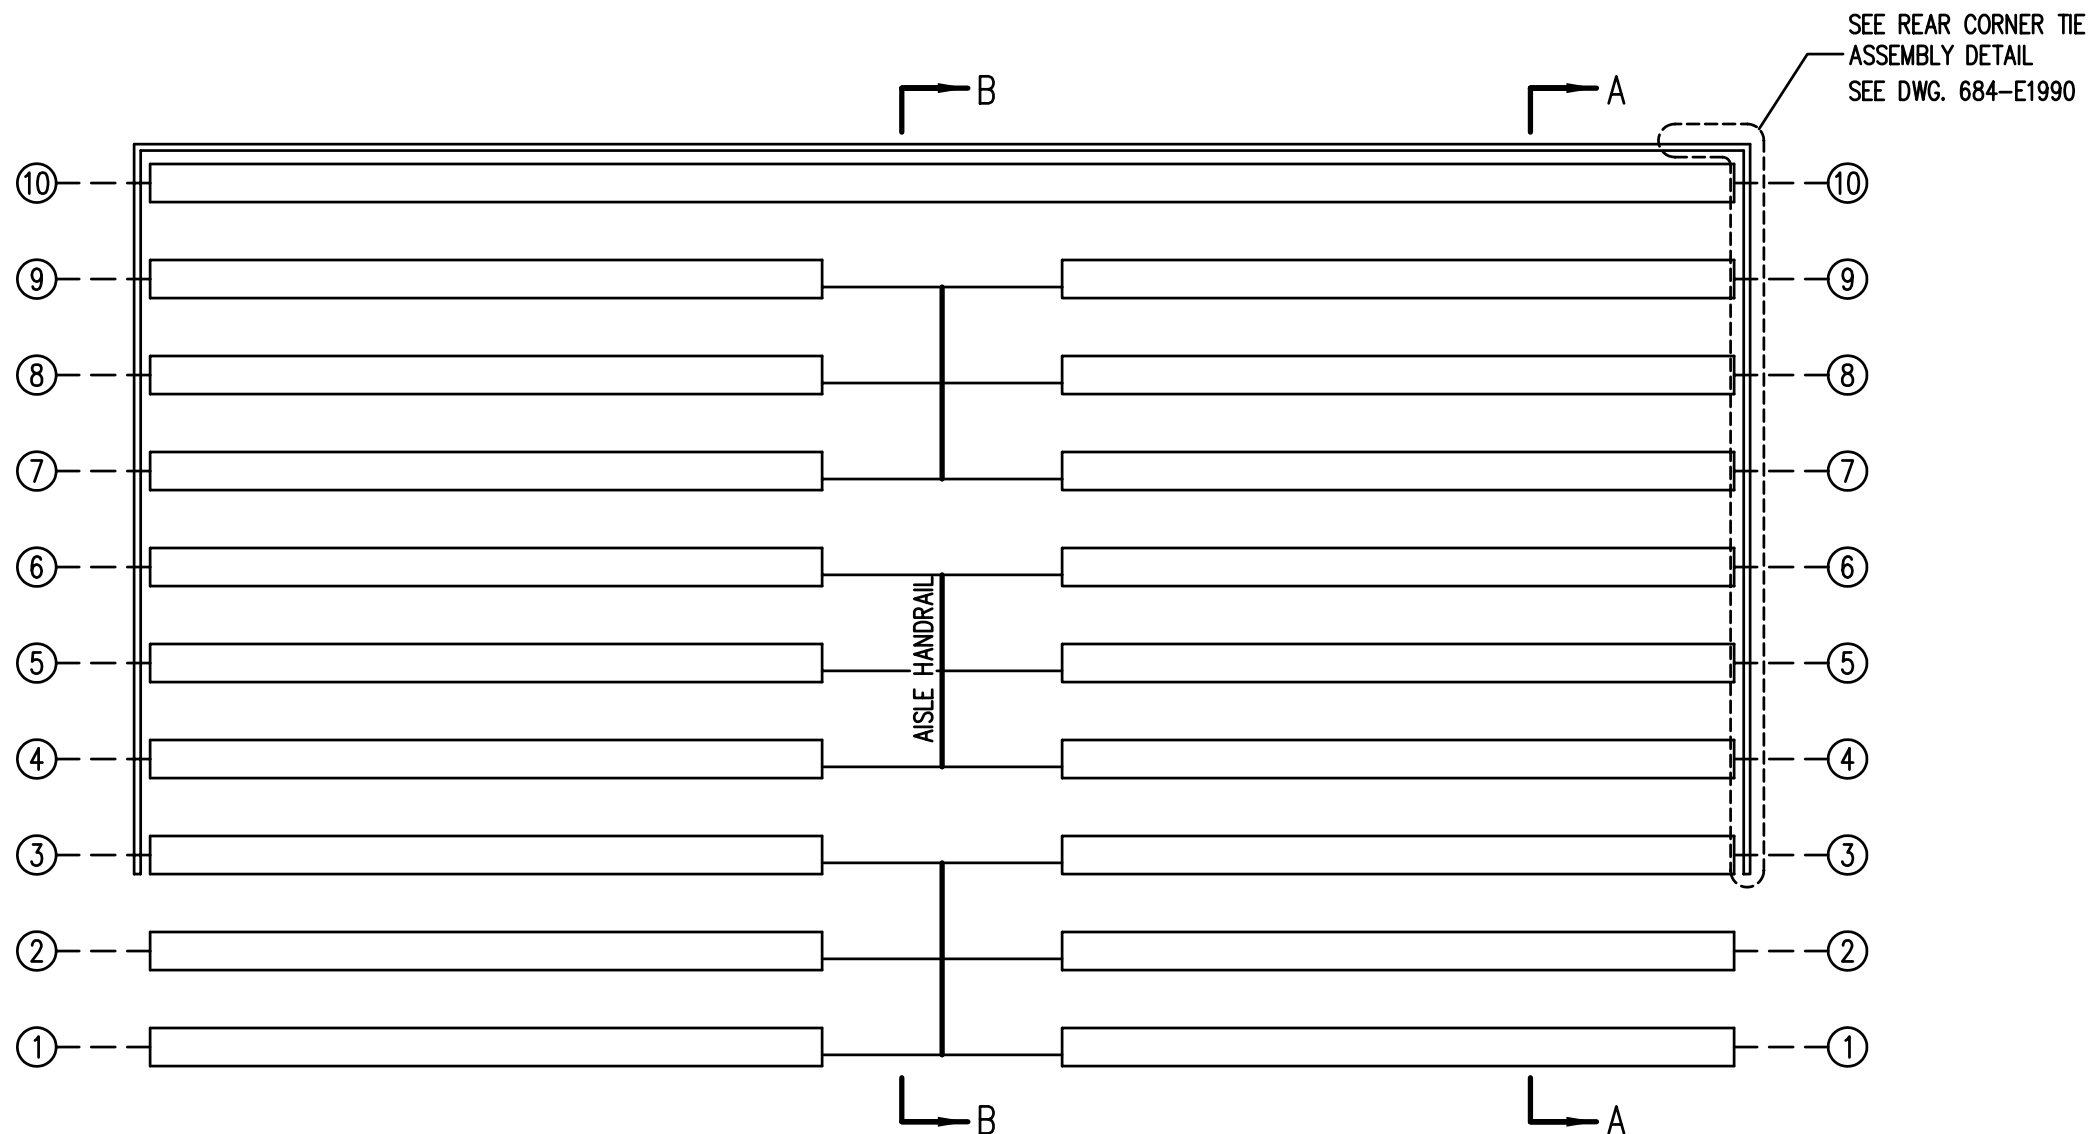 SEE REAR CORNER TIE
ASSEMBLY DETAIL
SEE DWG. 684-E1990
B A
10 10
9 9
8 8
7 7
6 6
AISLE HANDRAIL
5 5
4 4
3 3
2 2
1 1
B A